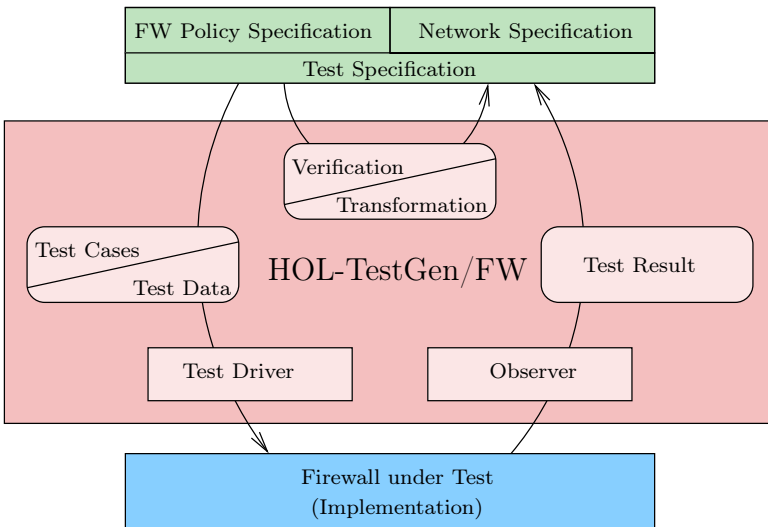 FW Policy Specification
Network Specification
Test Specification
Verification
Transformation
Test Cases
Test Data
HOL-TestGen/FW
Test Result
Test Driver
Observer
Firewall under Test
(Implementation)